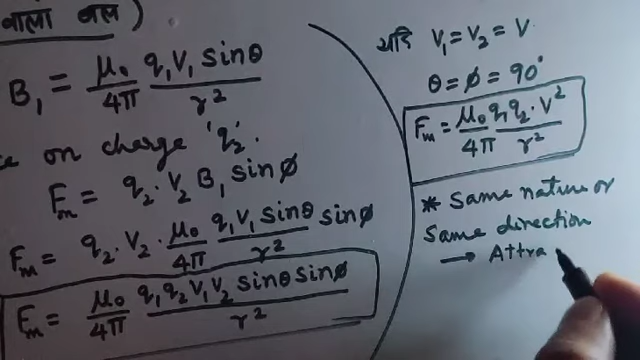 वाला बल)
B₁ = μ₀/4π q₁v₁ sinθ/r²
on charge 'q₂'.
Fm = q₂·v₂ B₁ sinφ
Fm = q₂·v₂·μ₀/4π q₁v₁ sinθ/r² sinφ
Fm = μ₀/4π q₁q₂v₁v₂ sinθ sinφ/r²
यदि v₁=v₂=v
θ=φ=90°
Fm = μ₀/4π q₁q₂·v²/r²
* Same nature or
same direction
→ Attra